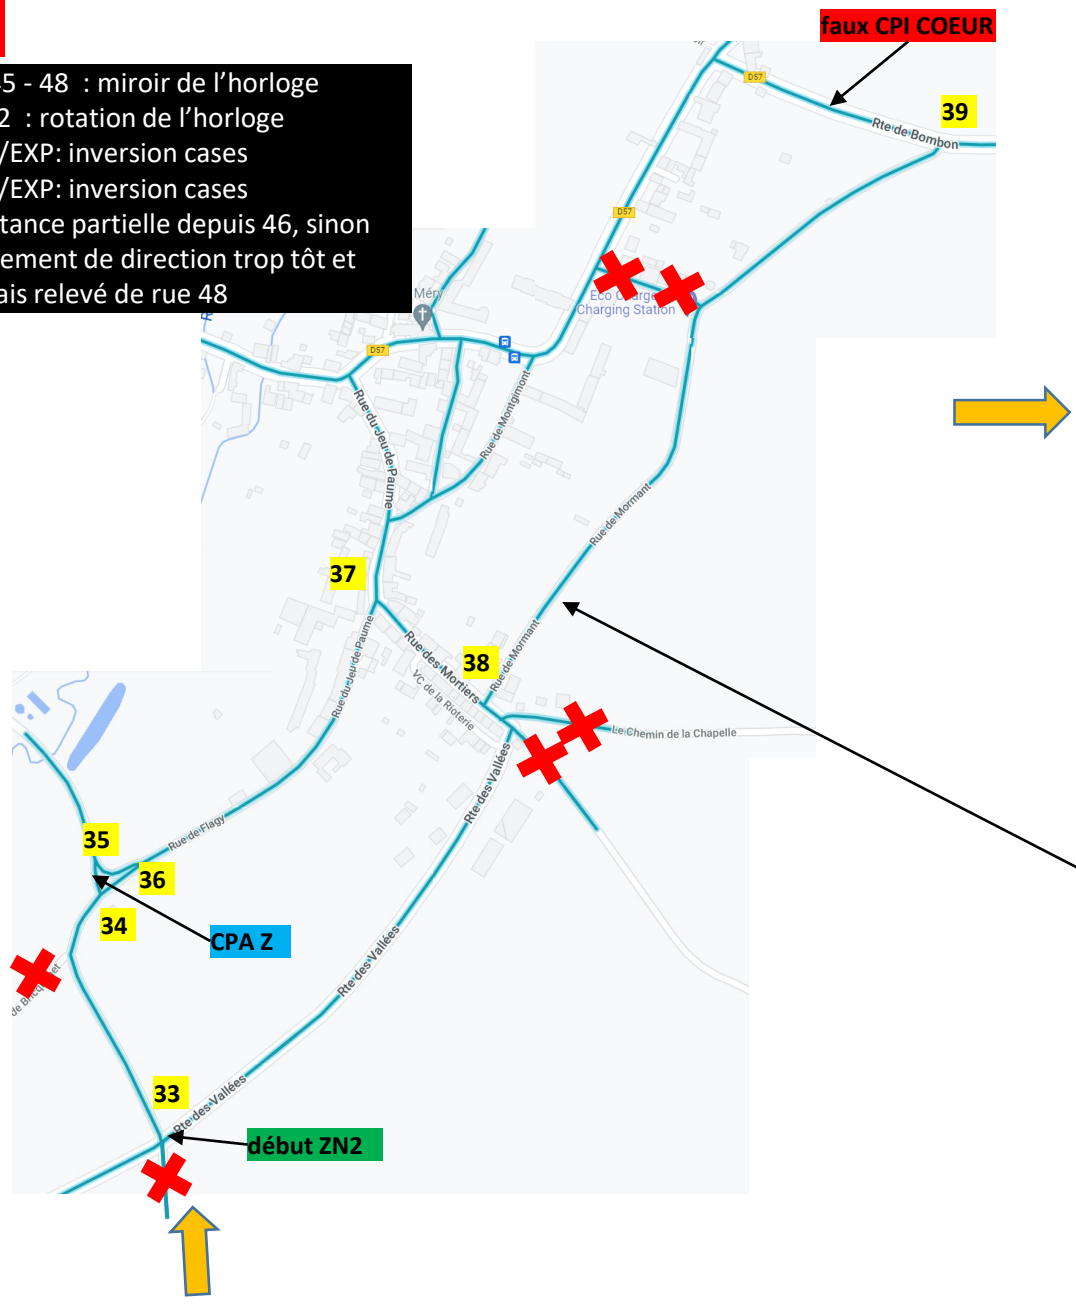 faux CPI COEUR
45 - 48 : miroir de l’horloge
2 : rotation de l’horloge
/EXP: inversion cases
/EXP: inversion cases
tance partielle depuis 46, sinon
ement de direction trop tôt et
ais relevé de rue 48
D57
39
Rte de Bombon
D57
Méry
Eco Charge
Charging Station
D57
Rue du Jeu de Paume
Rue de Montgimont
Rue de Mormant
37
Rue des Mortiers
38
Rue de Mormant
Rue du Jeu de Paume
VC de la Rioterie
Le Chemin de la Chapelle
Rte des Vallées
Rue de Flagy
35
36
34
CPA Z
Rte des Vallées
33
Rte des Vallées
début ZN2